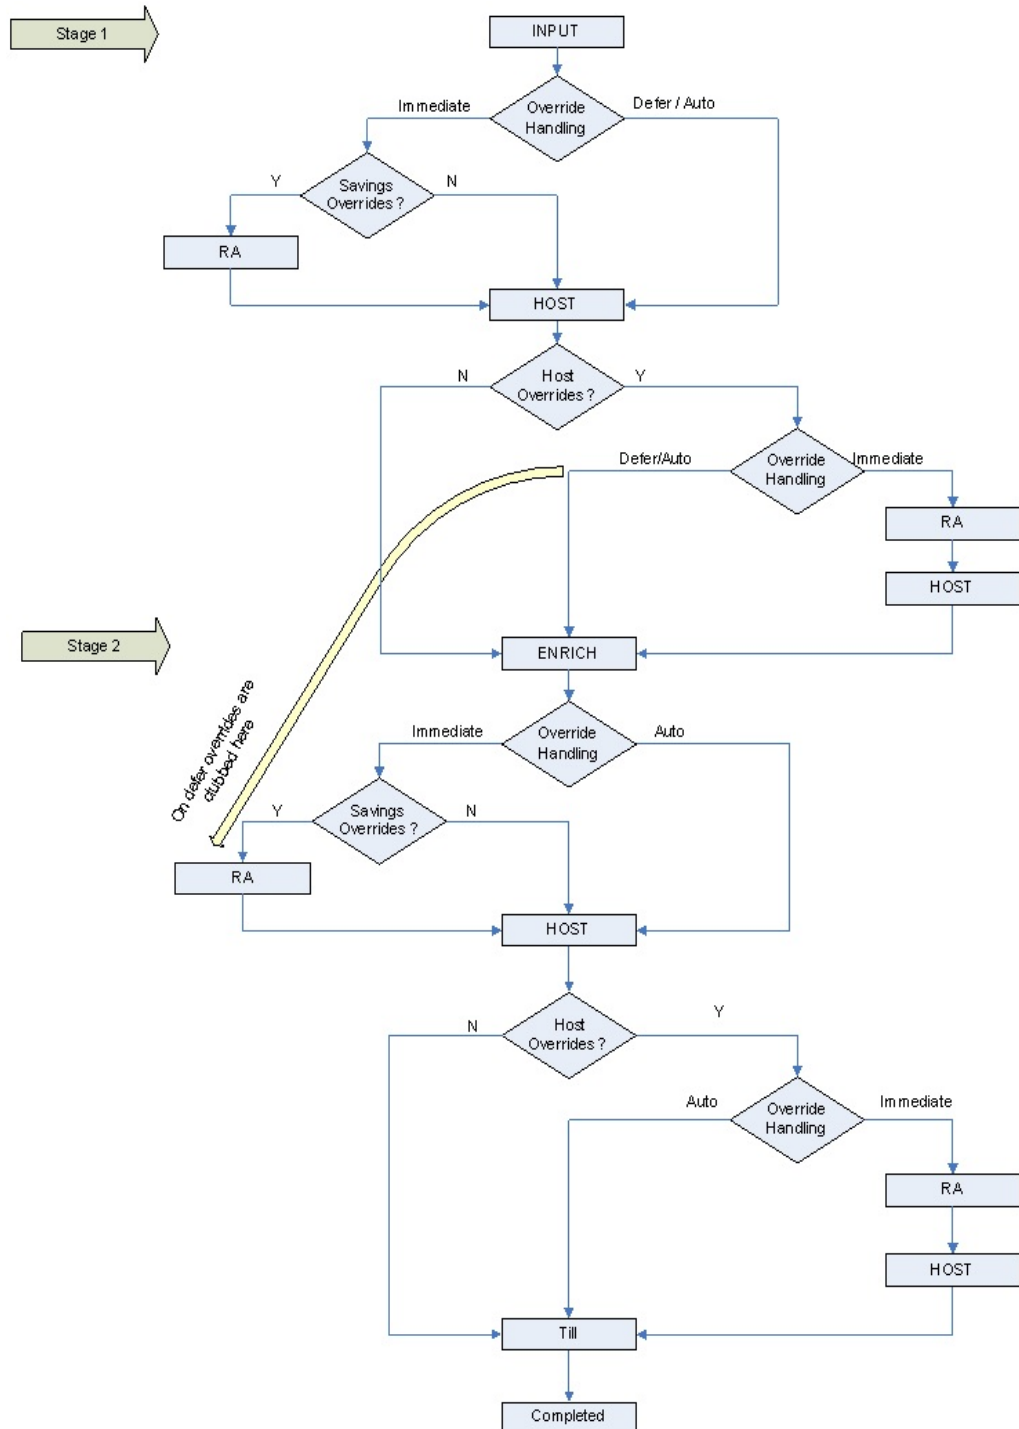 Stage 1
INPUT
Immediate
Override
Handling
Defer / Auto
Y
Savings
Overrides ?
N
RA
HOST
N
Host
Overrides ?
Y
Defer/Auto
Override
Handling
Immediate
RA
HOST
Stage 2
ENRICH
On defer overrides are
clubbed here
Immediate
Override
Handling
Auto
Y
Savings
Overrides ?
N
RA
HOST
N
Host
Overrides ?
Y
Auto
Override
Handling
Immediate
RA
HOST
Till
Completed